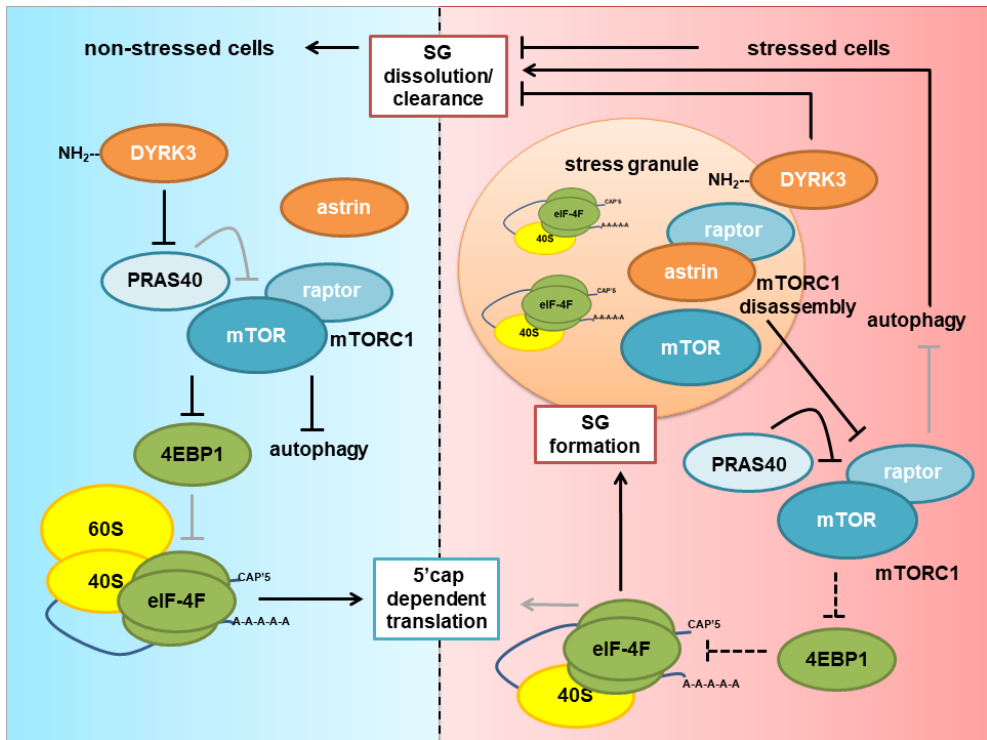 non-stressed cells
SG
dissolution/
clearance
stressed cells
NH₂--
DYRK3
astrin
PRAS40
raptor
mTOR
mTORC1
4EBP1
autophagy
60S
40S
eIF-4F
CAP'5
A-A-A-A-A
5'cap
dependent
translation
stress granule
NH₂--
DYRK3
eIF-4F
CAP'5
40S
A-A-A-A-A
raptor
astrin
mTORC1
disassembly
eIF-4F
CAP'5
40S
A-A-A-A-A
mTOR
autophagy
SG
formation
PRAS40
raptor
mTOR
mTORC1
eIF-4F
CAP'5
40S
A-A-A-A-A
4EBP1